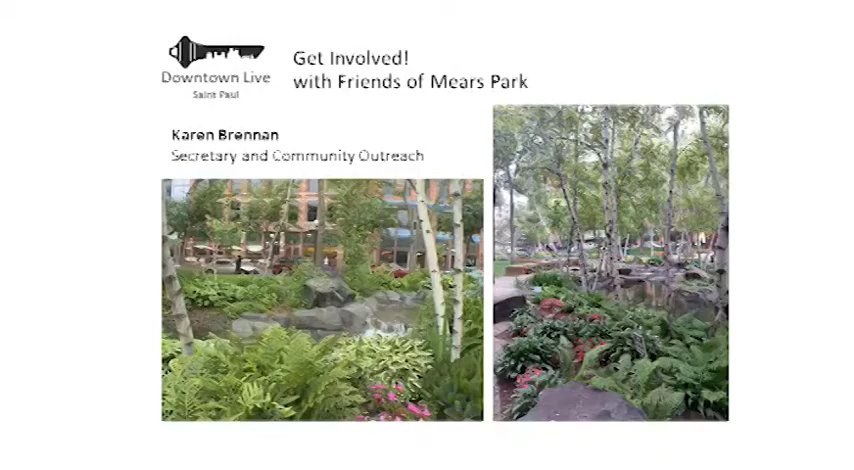 Downtown Live
Saint Paul
Get Involved!
with Friends of Mears Park
Karen Brennan
Secretary and Community Outreach